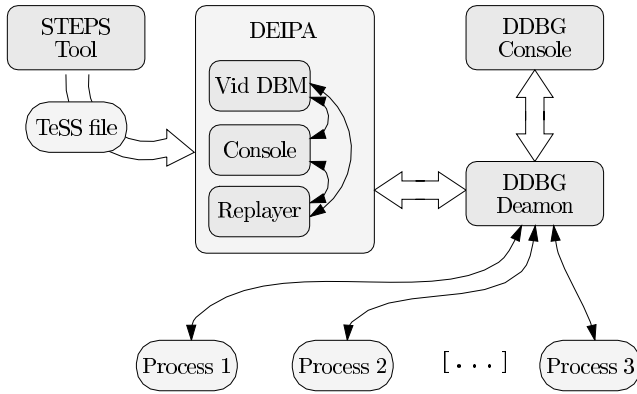 STEPS
Tool
TeSS file
DEIPA
Vid DBM
Console
Replayer
DDBG
Console
DDBG
Deamon
Process 1
Process 2
[...]
Process 3